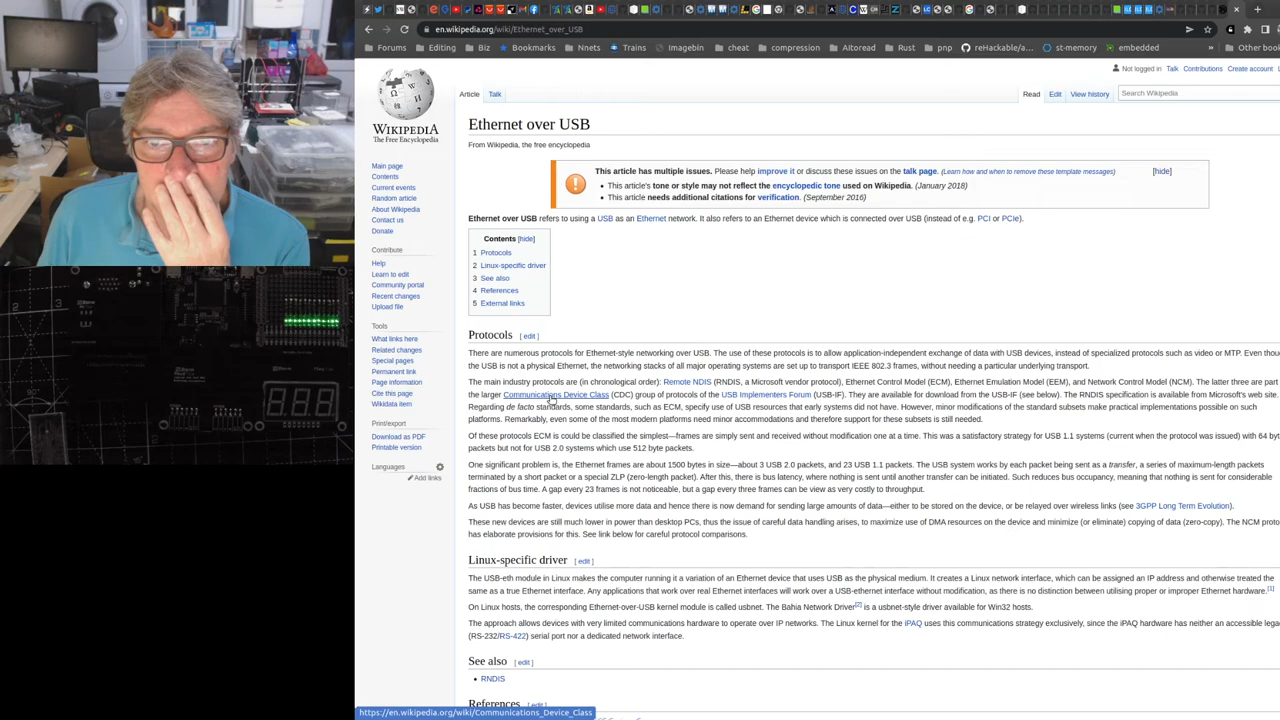 en.wikipedia.org/wiki/Ethernet_over_USB
Forums Editing Biz Bookmarks Nnets Trains Imagebin cheat compression Altoread Rust pnp reHackable/a... st-memory embedded » Other book
Not logged in Talk Contributions Create account
Article Talk Read Edit View history Search Wikipedia
WIKIPEDIA
The Free Encyclopedia
Main page
Contents
Current events
Random article
About Wikipedia
Contact us
Donate
Contribute
Help
Learn to edit
Community portal
Recent changes
Upload file
Tools
What links here
Related changes
Special pages
Permanent link
Page information
Cite this page
Wikidata item
Print/export
Download as PDF
Printable version
Languages
Add links
Ethernet over USB
From Wikipedia, the free encyclopedia
This article has multiple issues. Please help improve it or discuss these issues on the talk page. (Learn how and when to remove these template messages) [hide]
• This article's tone or style may not reflect the encyclopedic tone used on Wikipedia. (January 2018)
• This article needs additional citations for verification. (September 2016)
Ethernet over USB refers to using a USB as an Ethernet network. It also refers to an Ethernet device which is connected over USB (instead of e.g. PCI or PCIe).
Contents [hide]
1 Protocols
2 Linux-specific driver
3 See also
4 References
5 External links
Protocols [ edit ]
There are numerous protocols for Ethernet-style networking over USB. The use of these protocols is to allow application-independent exchange of data with USB devices, instead of specialized protocols such as video or MTP. Even thou
the USB is not a physical Ethernet, the networking stacks of all major operating systems are set up to transport IEEE 802.3 frames, without needing a particular underlying transport.
The main industry protocols are (in chronological order): Remote NDIS (RNDIS, a Microsoft vendor protocol), Ethernet Control Model (ECM), Ethernet Emulation Model (EEM), and Network Control Model (NCM). The latter three are part
the larger Communications Device Class (CDC) group of protocols of the USB Implementers Forum (USB-IF). They are available for download from the USB-IF (see below). The RNDIS specification is available from Microsoft's web site.
Regarding de facto standards, some standards, such as ECM, specify use of USB resources that early systems did not have. However, minor modifications of the standard subsets make practical implementations possible on such
platforms. Remarkably, even some of the most modern platforms need minor accommodations and therefore support for these subsets is still needed.
Of these protocols ECM is could be classified the simplest—frames are simply sent and received without modification one at a time. This was a satisfactory strategy for USB 1.1 systems (current when the protocol was issued) with 64 by
packets but not for USB 2.0 systems which use 512 byte packets.
One significant problem is, the Ethernet frames are about 1500 bytes in size—about 3 USB 2.0 packets, and 23 USB 1.1 packets. The USB system works by each packet being sent as a transfer, a series of maximum-length packets
terminated by a short packet or a special ZLP (zero-length packet). After this, there is bus latency, where nothing is sent until another transfer can be initiated. Such reduces bus occupancy, meaning that nothing is sent for considerable
fractions of bus time. A gap every 23 frames is not noticeable, but a gap every three frames can be view as very costly to throughput.
As USB has become faster, devices utilise more data and hence there is now demand for sending large amounts of data—either to be stored on the device, or be relayed over wireless links (see 3GPP Long Term Evolution).
These new devices are still much lower in power than desktop PCs, thus the issue of careful data handling arises, to maximize use of DMA resources on the device and minimize (or eliminate) copying of data (zero-copy). The NCM proto
has elaborate provisions for this. See link below for careful protocol comparisons.
Linux-specific driver [ edit ]
The USB-eth module in Linux makes the computer running it a variation of an Ethernet device that uses USB as the physical medium. It creates a Linux network interface, which can be assigned an IP address and otherwise treated the
same as a true Ethernet interface. Any applications that work over real Ethernet interfaces will work over a USB-ethernet interface without modification, as there is no distinction between utilising proper or improper Ethernet hardware.[1]
On Linux hosts, the corresponding Ethernet-over-USB kernel module is called usbnet. The Bahia Network Driver[2] is a usbnet-style driver available for Win32 hosts.
The approach allows devices with very limited communications hardware to operate over IP networks. The Linux kernel for the iPAQ uses this communications strategy exclusively, since the iPAQ hardware has neither an accessible lega
(RS-232/RS-422) serial port nor a dedicated network interface.
See also [ edit ]
• RNDIS
References [ edit ]
https://en.wikipedia.org/wiki/Communications_Device_Class